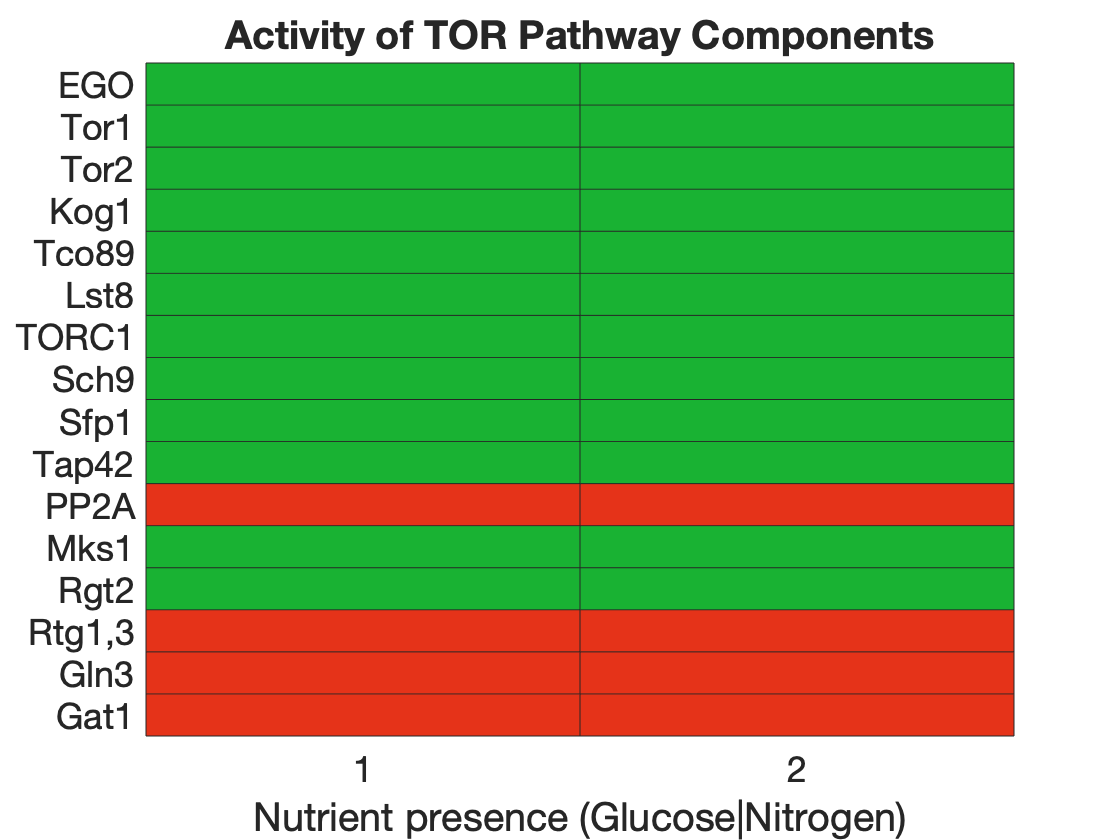 Activity of TOR Pathway Components
EGO
Tor1
Tor2
Kog1
Tco89
Lst8
TORC1
Sch9
Sfp1
Tap42
PP2A
Mks1
Rgt2
Rtg1,3
Gln3
Gat1
1 2
Nutrient presence (Glucose|Nitrogen)